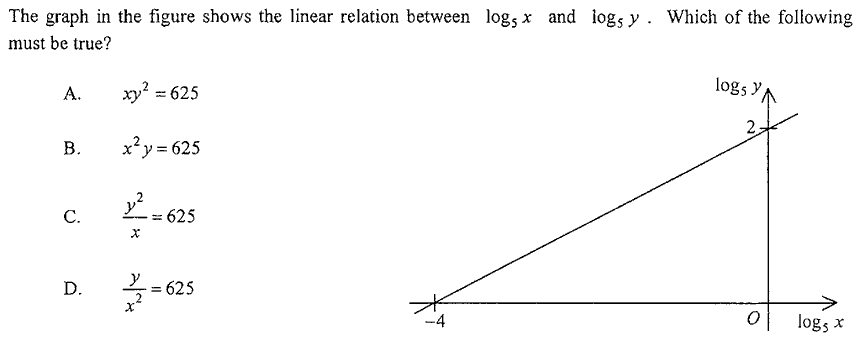 The graph in the figure shows the linear relation between log₅ x and log₅ y . Which of the following
must be true?
A. xy² = 625
B. x²y = 625
C. y²/x = 625
D. y/x² = 625
log₅ y
2
−4
O
log₅ x